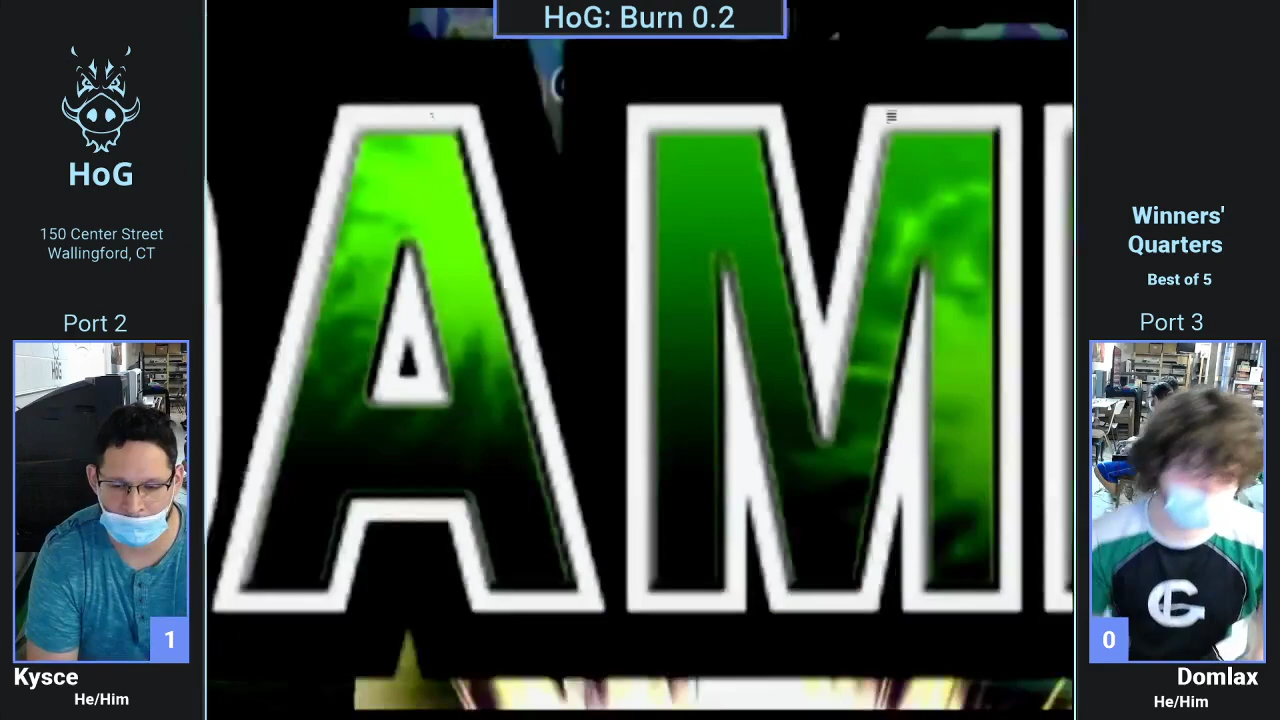 HoG: Burn 0.2
HoG
150 Center Street
Wallingford, CT
Port 2
1
Kysce
He/Him
AM
Winners'
Quarters
Best of 5
Port 3
G
0
Domlax
He/Him